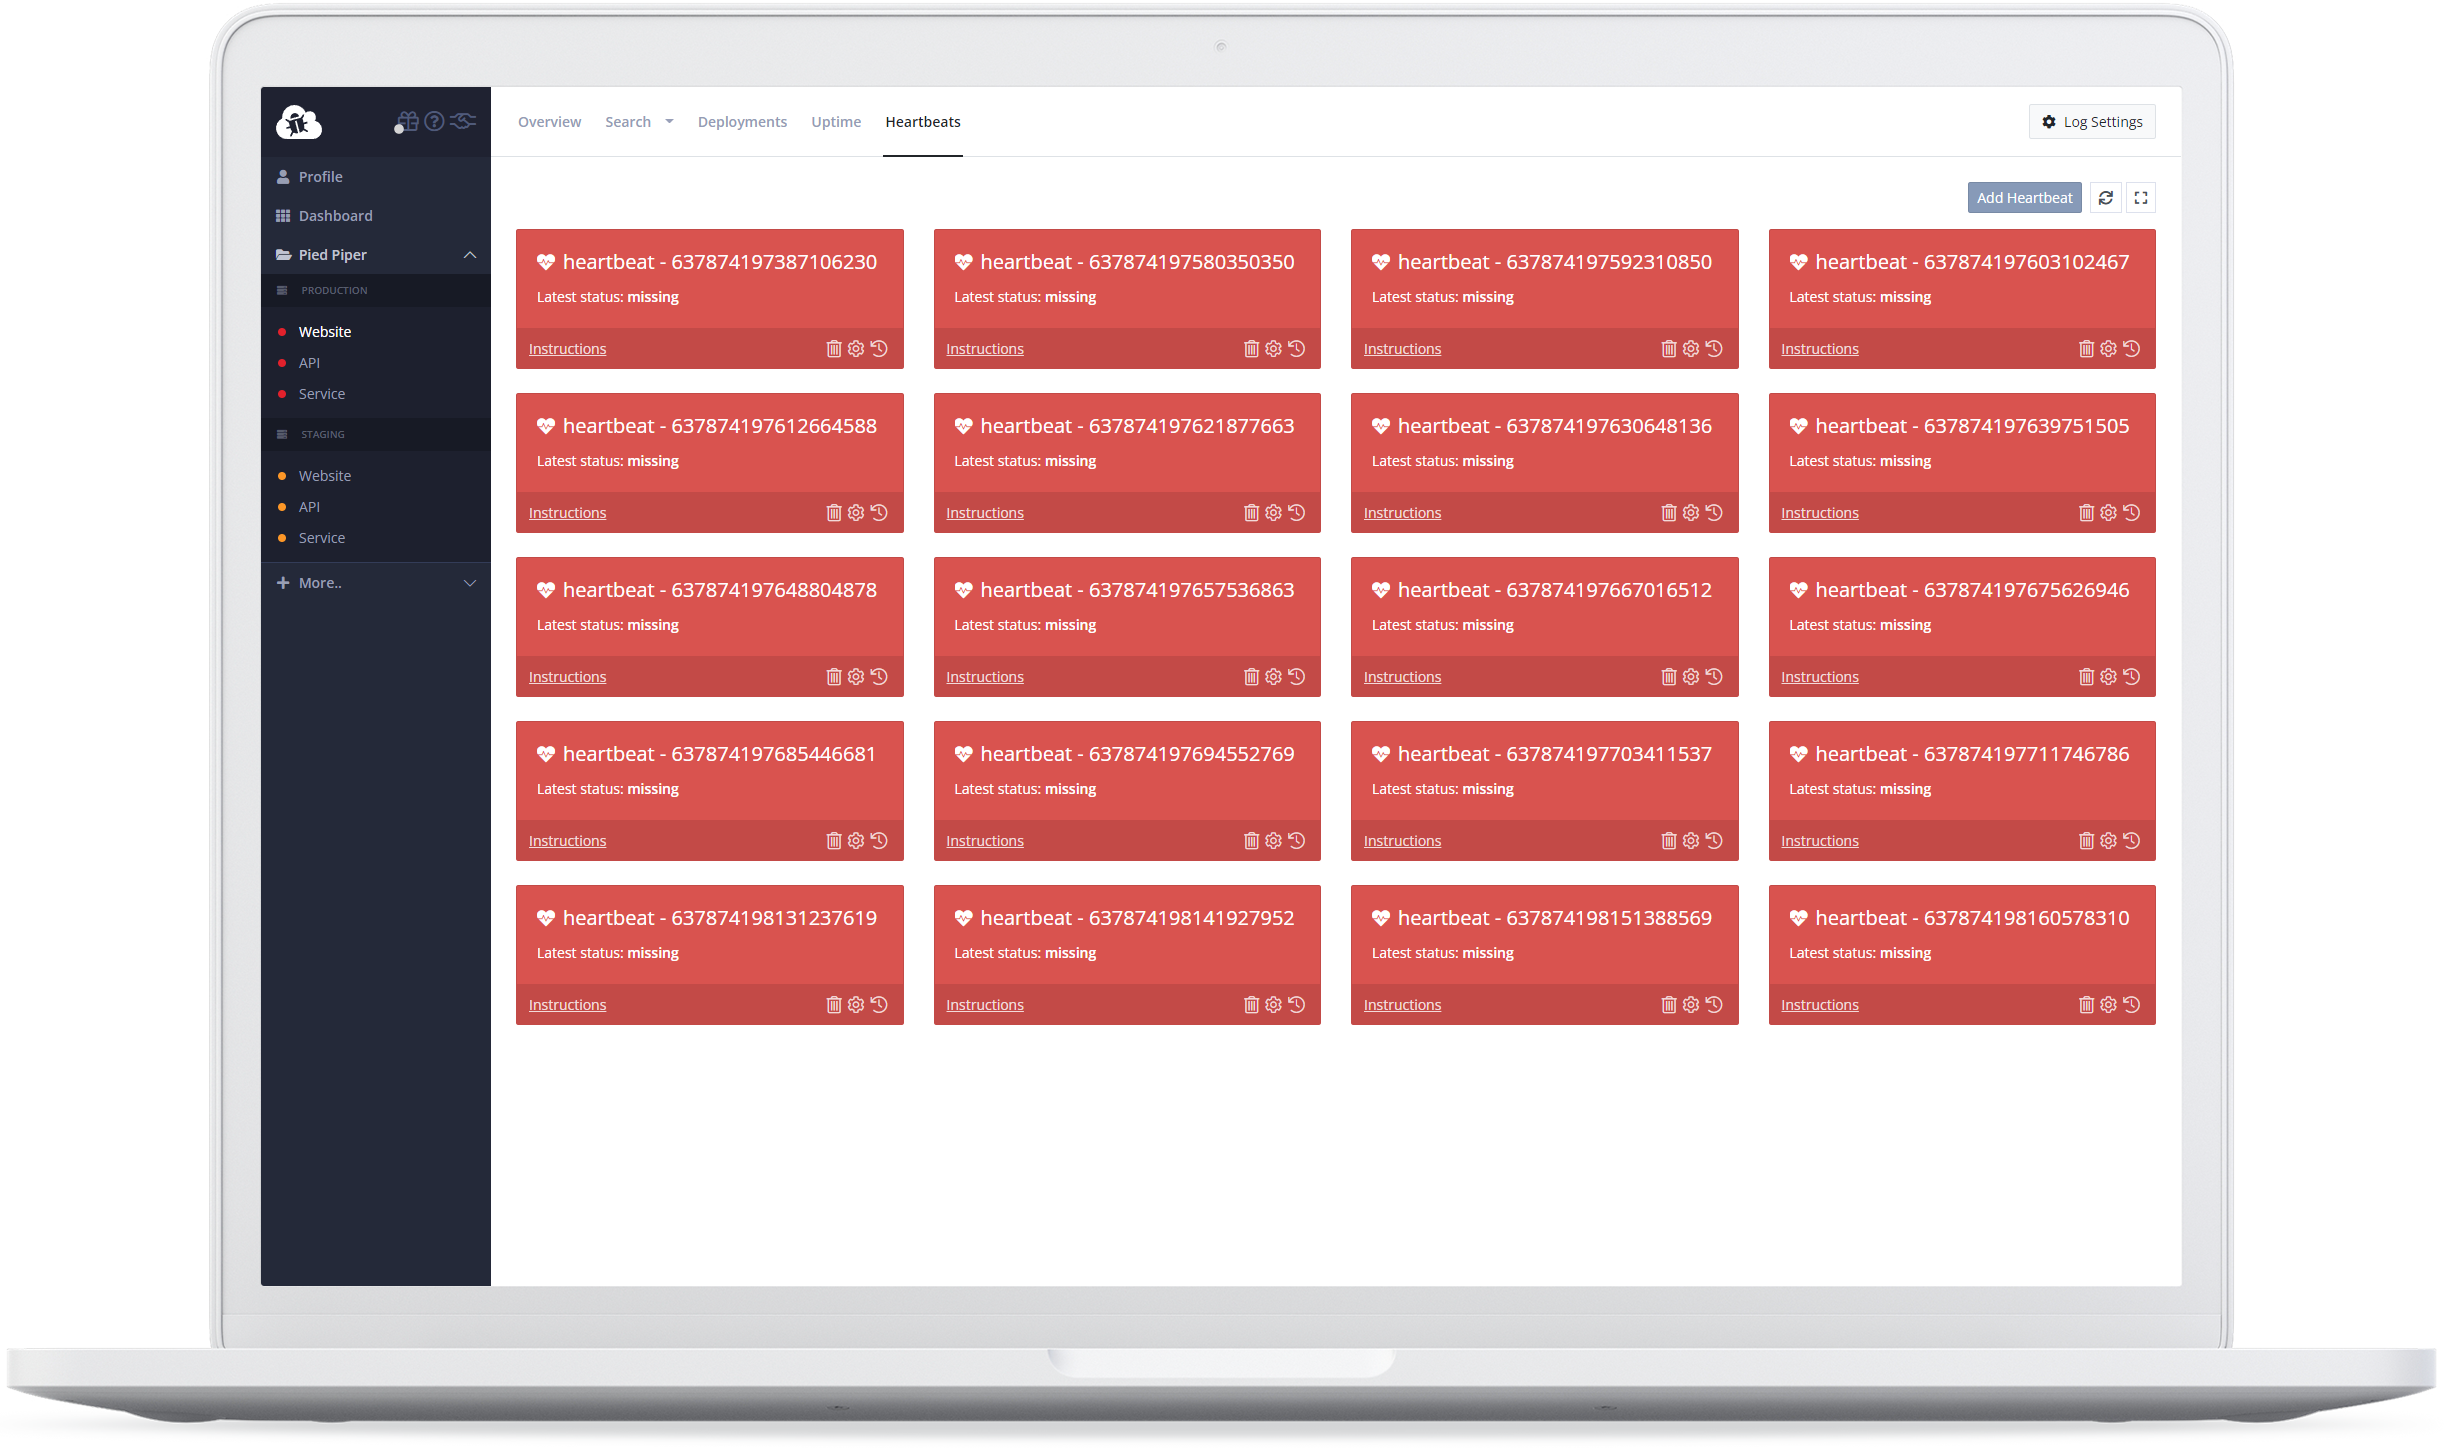 Overview Search Deployments Uptime Heartbeats
Log Settings
Profile
Dashboard
Pied Piper
PRODUCTION
Website
API
Service
STAGING
Website
API
Service
More..
Add Heartbeat
heartbeat - 637874197387106230 heartbeat - 637874197580350350 heartbeat - 637874197592310850 heartbeat - 637874197603102467
Latest status: missing Latest status: missing Latest status: missing Latest status: missing
Instructions Instructions Instructions Instructions
heartbeat - 637874197612664588 heartbeat - 637874197621877663 heartbeat - 637874197630648136 heartbeat - 637874197639751505
Latest status: missing Latest status: missing Latest status: missing Latest status: missing
Instructions Instructions Instructions Instructions
heartbeat - 637874197648804878 heartbeat - 637874197657536863 heartbeat - 637874197667016512 heartbeat - 637874197675626946
Latest status: missing Latest status: missing Latest status: missing Latest status: missing
Instructions Instructions Instructions Instructions
heartbeat - 637874197685446681 heartbeat - 637874197694552769 heartbeat - 637874197703411537 heartbeat - 637874197711746786
Latest status: missing Latest status: missing Latest status: missing Latest status: missing
Instructions Instructions Instructions Instructions
heartbeat - 637874198131237619 heartbeat - 637874198141927952 heartbeat - 637874198151388569 heartbeat - 637874198160578310
Latest status: missing Latest status: missing Latest status: missing Latest status: missing
Instructions Instructions Instructions Instructions